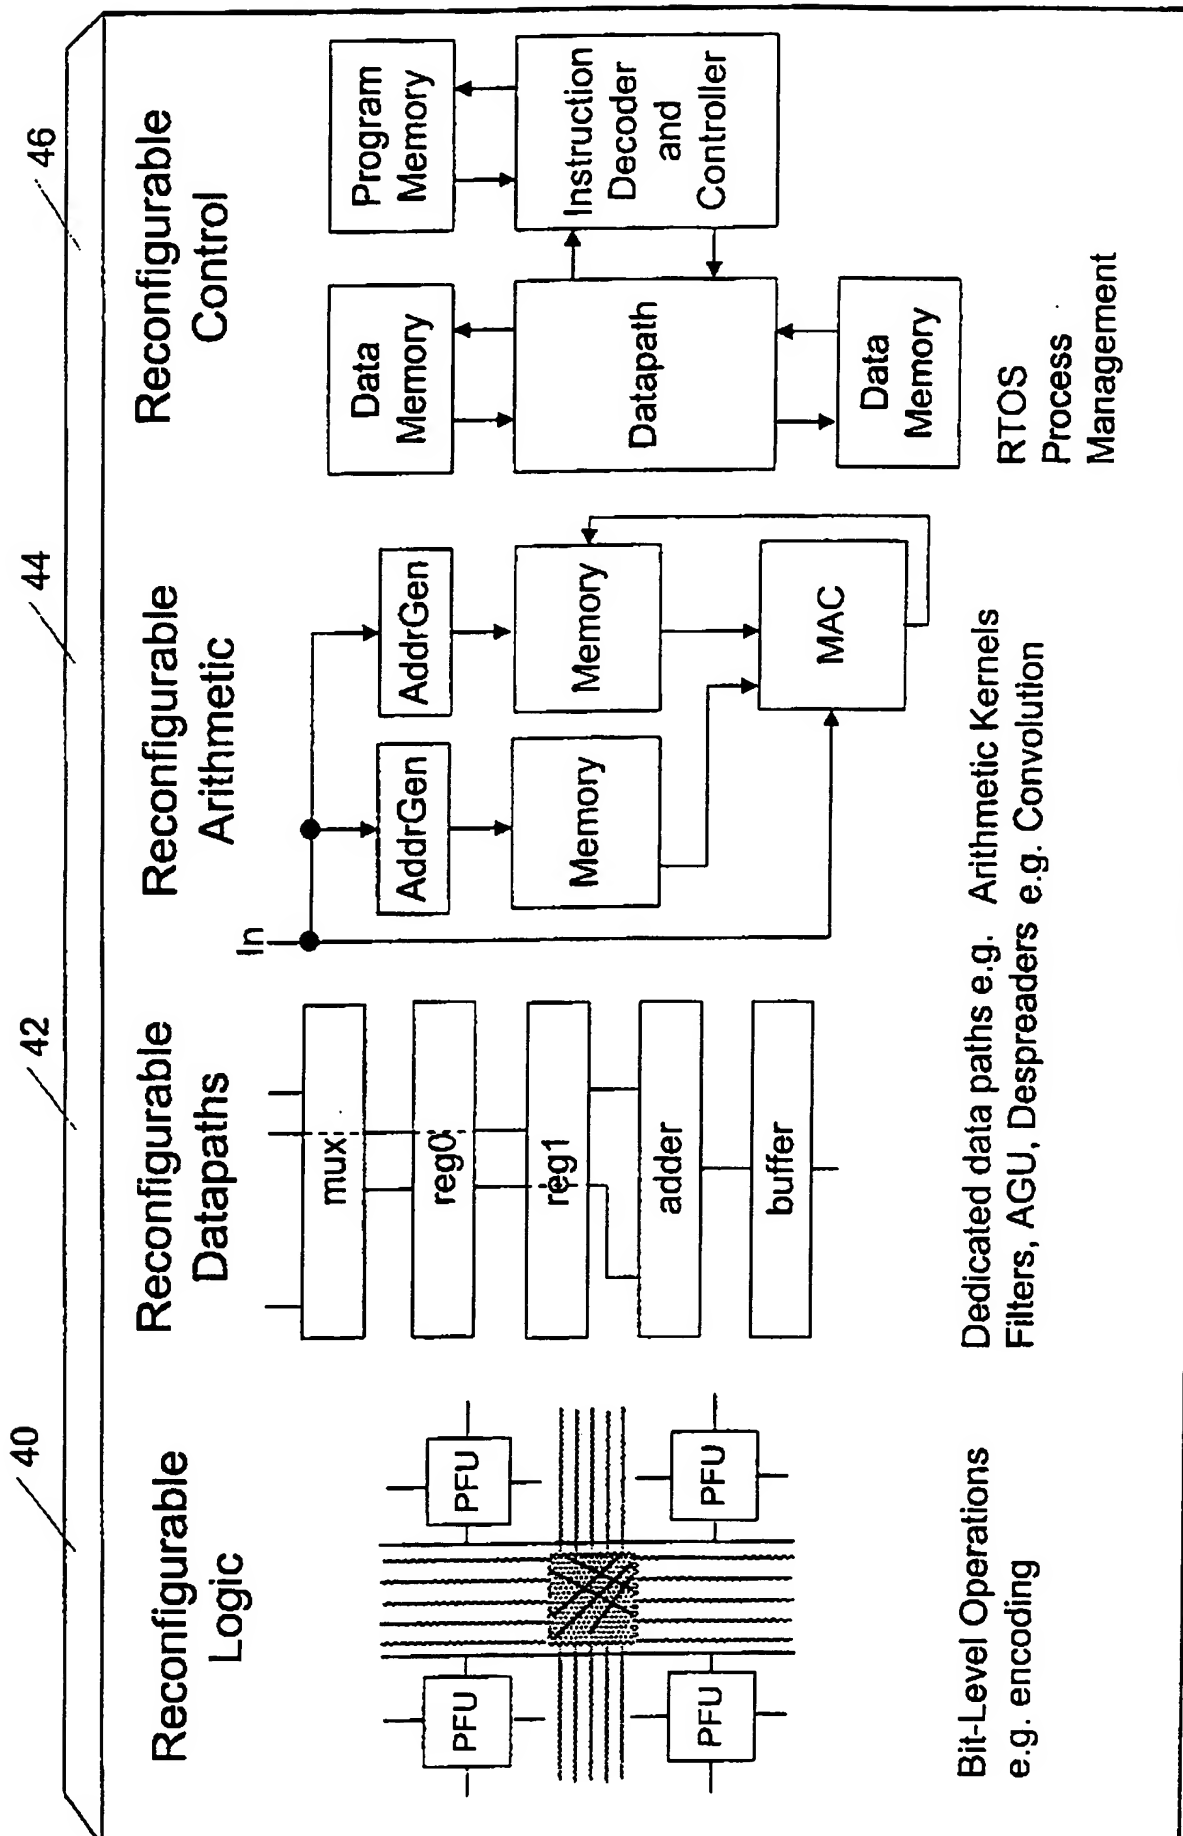 40
42
44
46
Reconfigurable
Logic
PFU
PFU
PFU
PFU
Bit-Level Operations
e.g. encoding
Reconfigurable
Datapaths
mux
reg0
reg1
adder
buffer
Dedicated data paths e.g.
Filters, AGU, Despreaders
Reconfigurable
Arithmetic
In
AddrGen
AddrGen
Memory
Memory
MAC
Arithmetic Kernels
e.g. Convolution
Reconfigurable
Control
Data
Memory
Program
Memory
Datapath
Instruction
Decoder
and
Controller
Data
Memory
RTOS
Process
Management